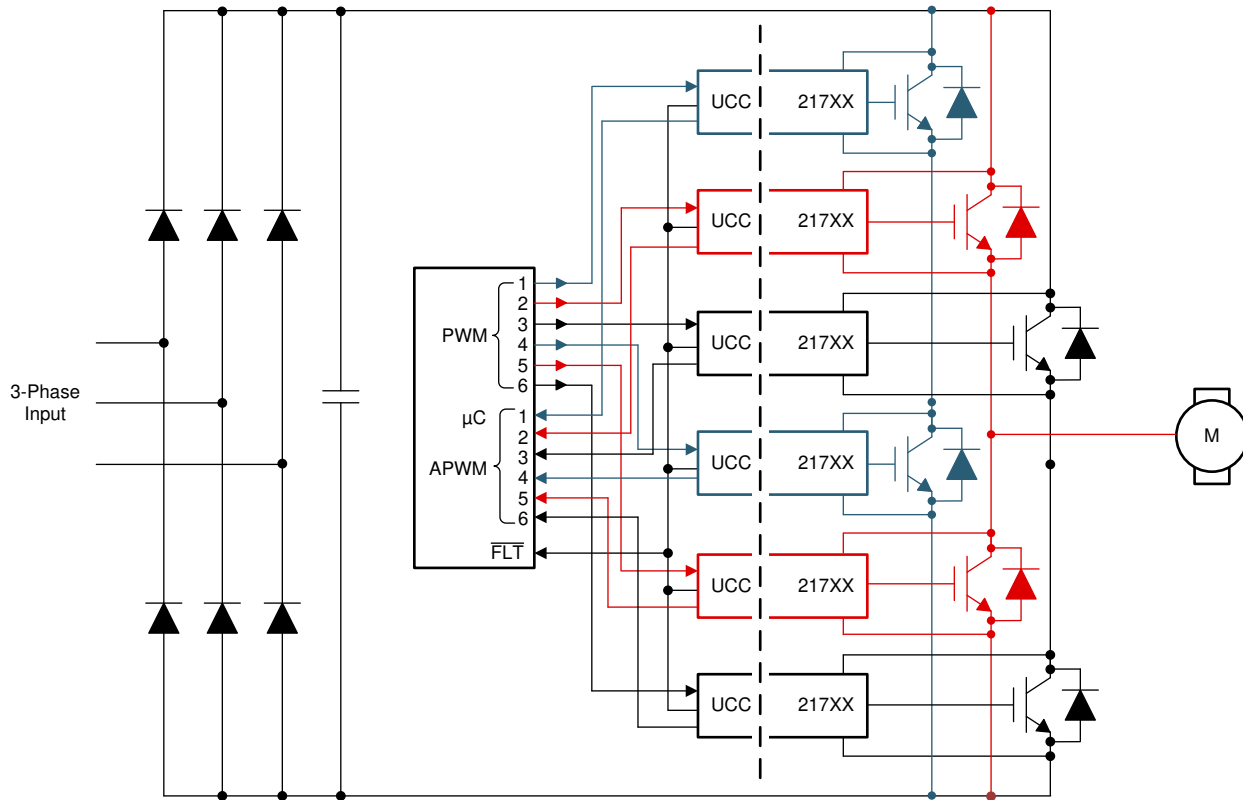 3-Phase
Input
PWM
1
2
3
4
5
6
µC
APWM
1
2
3
4
5
6
FLT
UCC 217XX
UCC 217XX
UCC 217XX
UCC 217XX
UCC 217XX
UCC 217XX
M